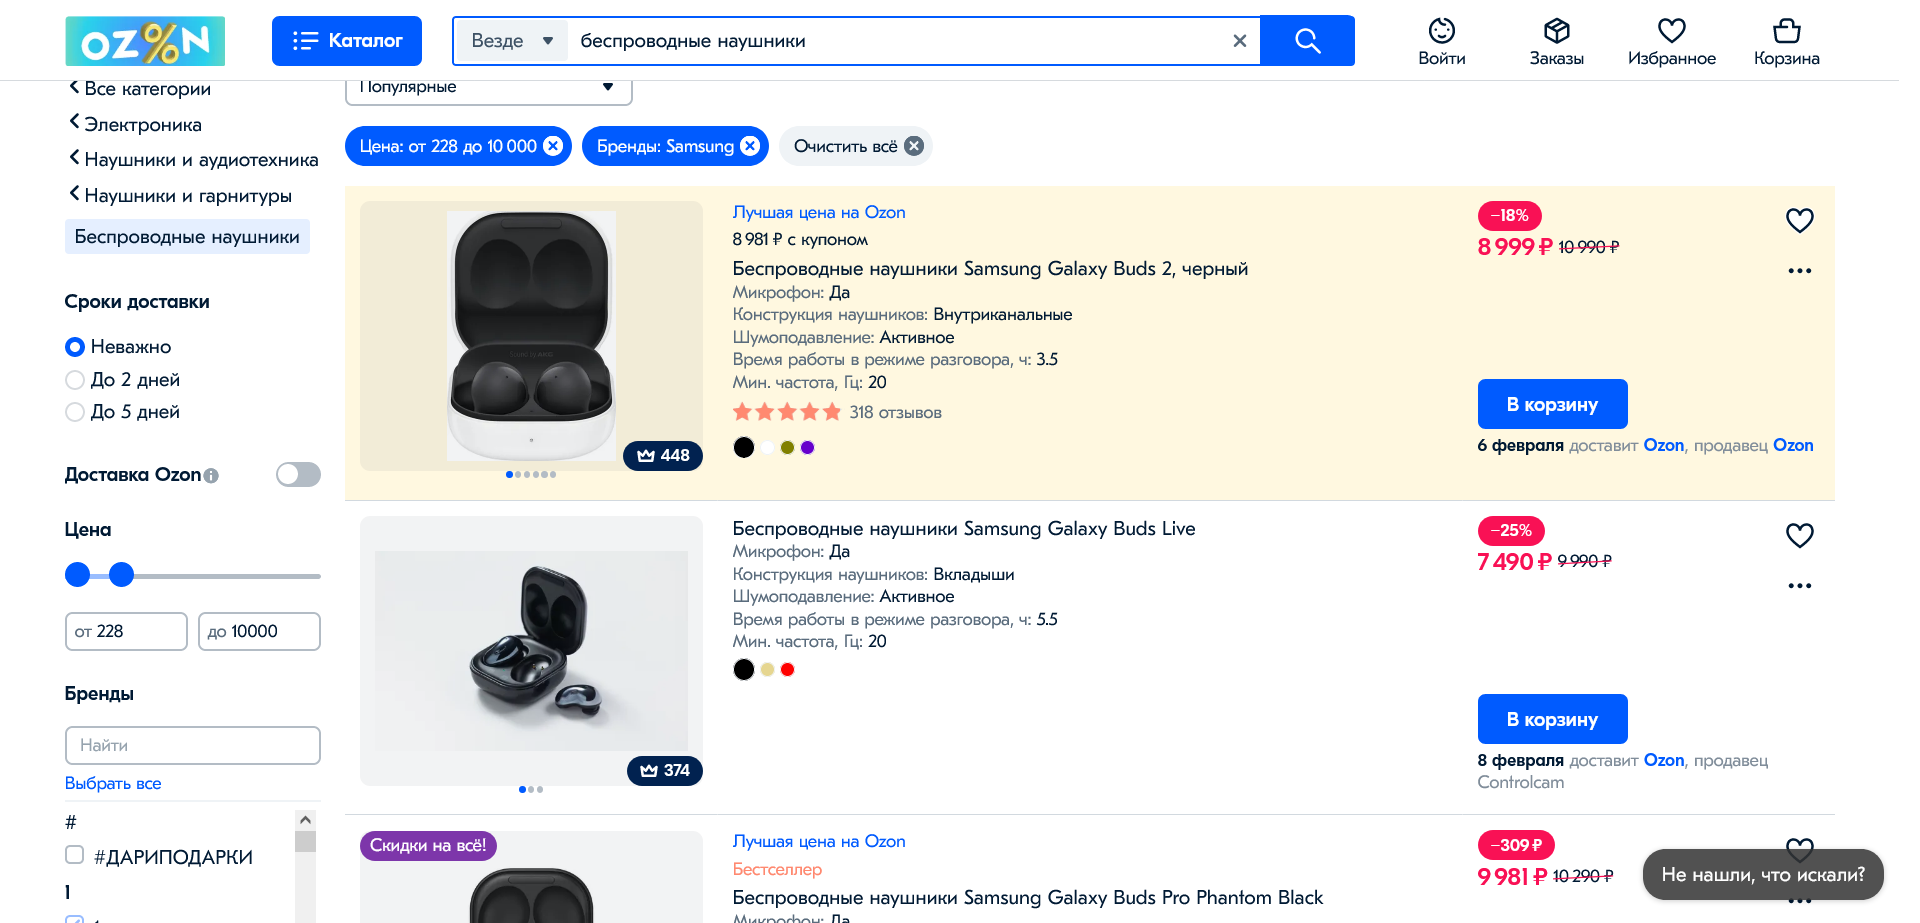 OZ%N
Каталог
Везде
беспроводные наушники
Войти
Заказы
Избранное
Корзина
Все категории
Электроника
Наушники и аудиотехника
Наушники и гарнитуры
Беспроводные наушники
Сроки доставки
Неважно
До 2 дней
До 5 дней
Доставка Ozon
Цена
от 228
до 10000
Бренды
Найти
Выбрать все
#
#ДАРИПОДАРКИ
1
Популярные
Цена: от 228 до 10 000
Бренды: Samsung
Очистить всё
448
Лучшая цена на Ozon
8 981 ₽ с купоном
Беспроводные наушники Samsung Galaxy Buds 2, черный
Микрофон: Да
Конструкция наушников: Внутриканальные
Шумоподавление: Активное
Время работы в режиме разговора, ч: 3.5
Мин. частота, Гц: 20
318 отзывов
−18%
8 999 ₽ 10 990 ₽
В корзину
6 февраля доставит Ozon, продавец Ozon
374
Беспроводные наушники Samsung Galaxy Buds Live
Микрофон: Да
Конструкция наушников: Вкладыши
Шумоподавление: Активное
Время работы в режиме разговора, ч: 5.5
Мин. частота, Гц: 20
−25%
7 490 ₽ 9 990 ₽
В корзину
8 февраля доставит Ozon, продавец
Controlcam
Скидки на всё!
Лучшая цена на Ozon
Бестселлер
Беспроводные наушники Samsung Galaxy Buds Pro Phantom Black
Микрофон: Да
−309 ₽
9 981 ₽ 10 290 ₽
Не нашли, что искали?